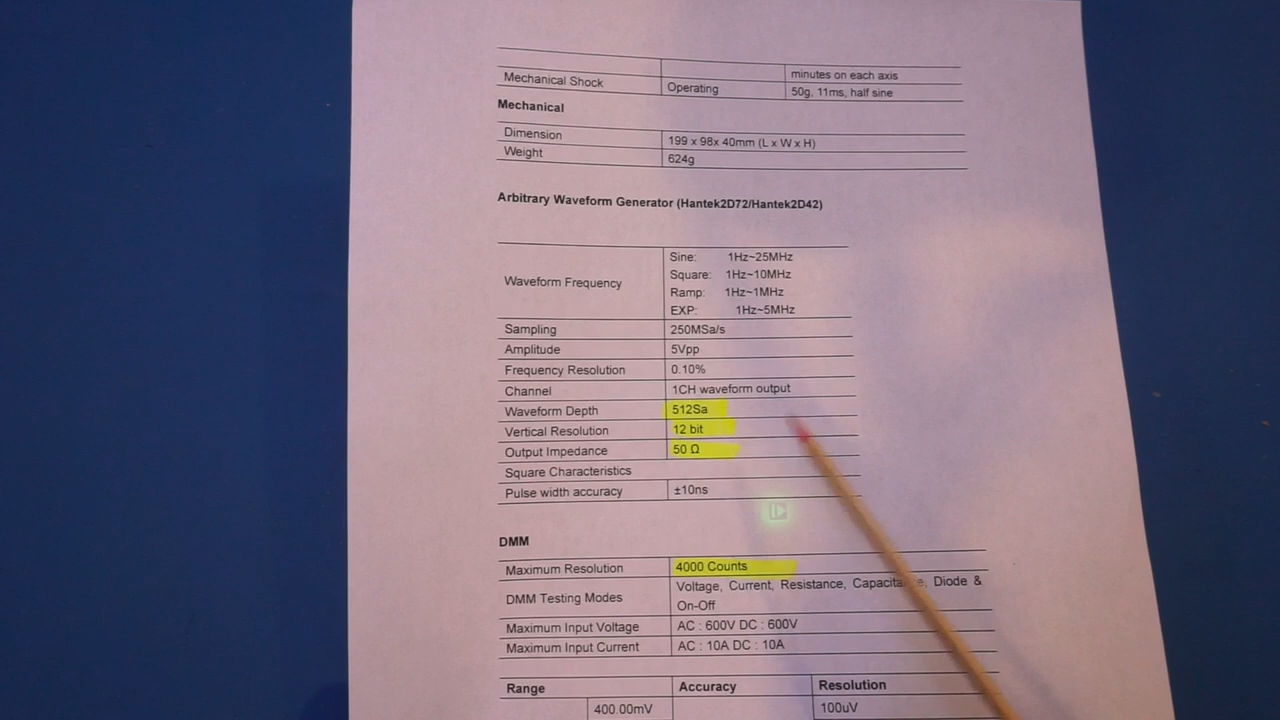 minutes on each axis
Mechanical Shock Operating 50g, 11ms, half sine
Mechanical
Dimension 199 x 98x 40mm (L x W x H)
Weight 624g
Arbitrary Waveform Generator (Hantek2D72/Hantek2D42)
Waveform Frequency
Sine: 1Hz~25MHz
Square: 1Hz~10MHz
Ramp: 1Hz~1MHz
EXP: 1Hz~5MHz
Sampling 250MSa/s
Amplitude 5Vpp
Frequency Resolution 0.10%
Channel 1CH waveform output
Waveform Depth 512Sa
Vertical Resolution 12 bit
Output Impedance 50 Ω
Square Characteristics
Pulse width accuracy ±10ns
DMM
Maximum Resolution 4000 Counts
DMM Testing Modes
Voltage, Current, Resistance, Capacitance, Diode &
On-Off
Maximum Input Voltage AC : 600V DC : 600V
Maximum Input Current AC : 10A DC : 10A
Range Accuracy Resolution
400.00mV 100uV